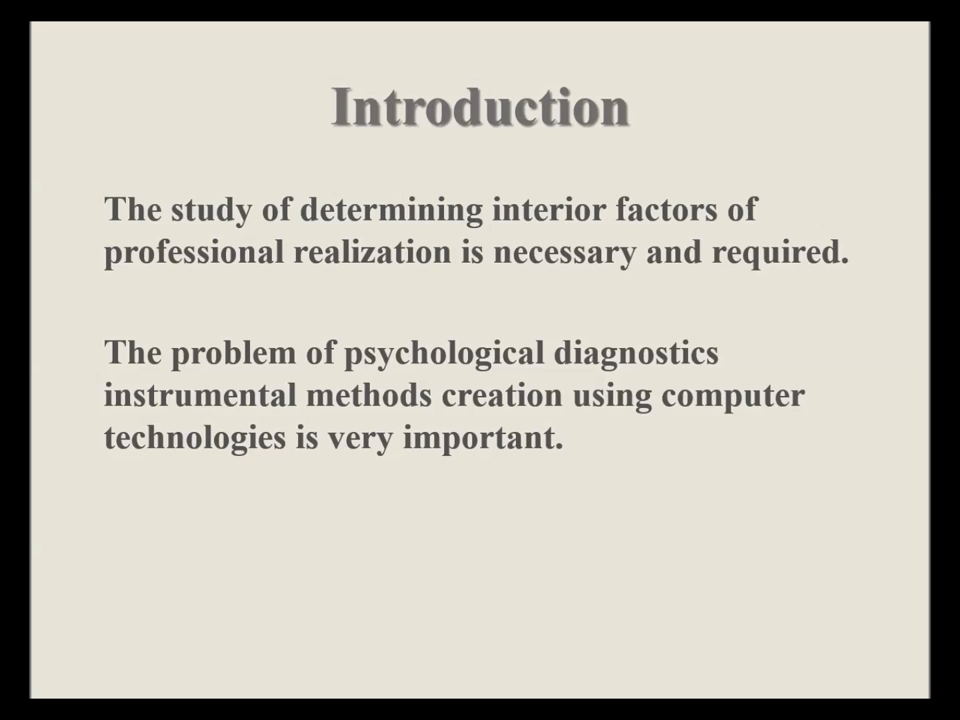 Introduction
The study of determining interior factors of
professional realization is necessary and required.
The problem of psychological diagnostics
instrumental methods creation using computer
technologies is very important.